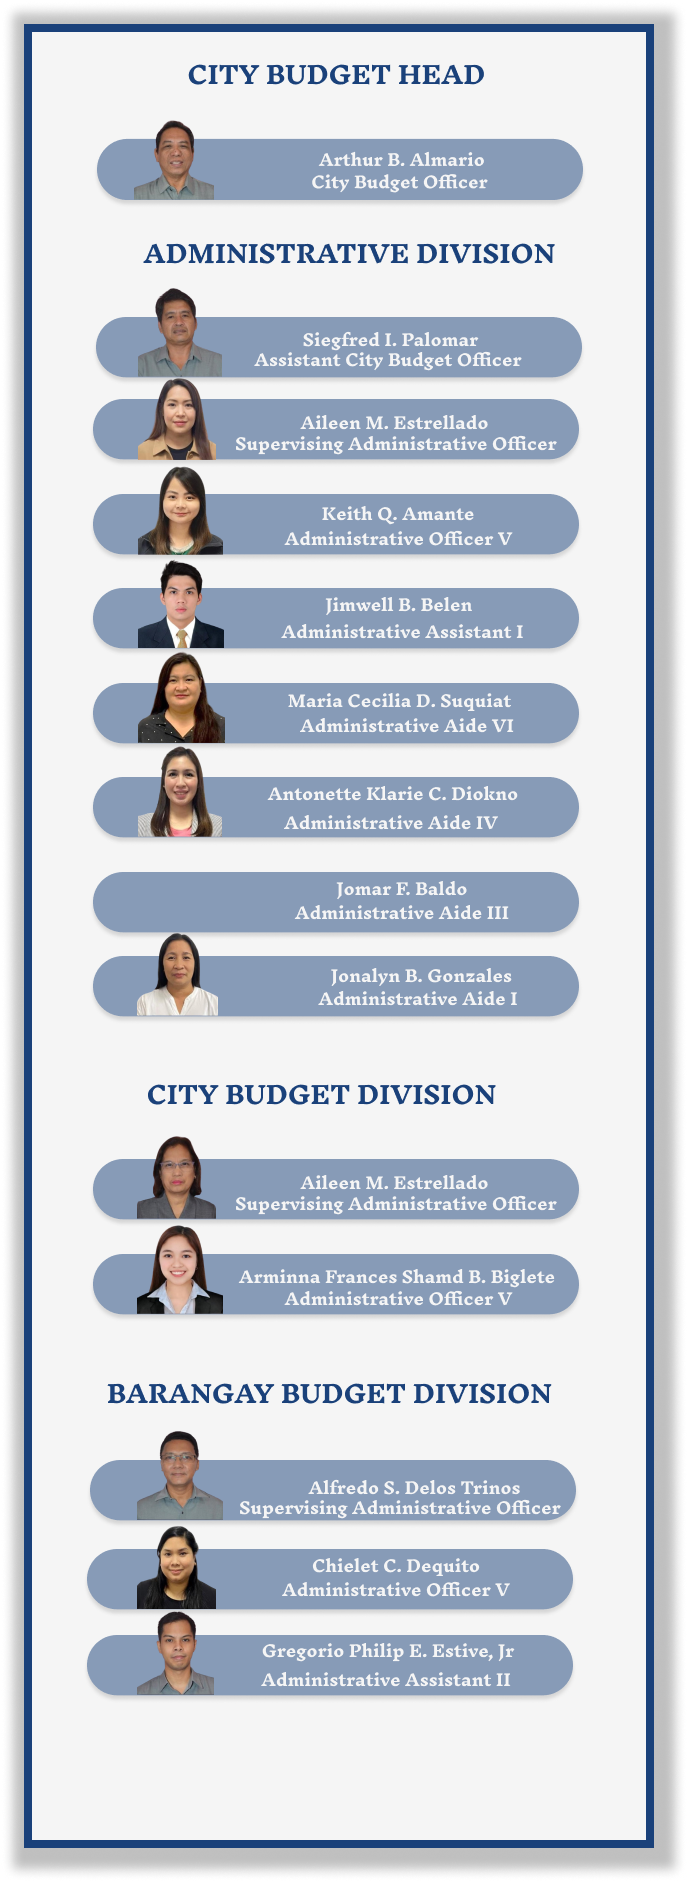 CITY BUDGET HEAD
Arthur B. Almario
City Budget Officer
ADMINISTRATIVE DIVISION
Siegfred I. Palomar
Assistant City Budget Officer
Aileen M. Estrellado
Supervising Administrative Officer
Keith Q. Amante
Administrative Officer V
Jimwell B. Belen
Administrative Assistant I
Maria Cecilia D. Suquiat
Administrative Aide VI
Antonette Klarie C. Diokno
Administrative Aide IV
Jomar F. Baldo
Administrative Aide III
Jonalyn B. Gonzales
Administrative Aide I
CITY BUDGET DIVISION
Aileen M. Estrellado
Supervising Administrative Officer
Arminna Frances Shamd B. Biglete
Administrative Officer V
BARANGAY BUDGET DIVISION
Alfredo S. Delos Trinos
Supervising Administrative Officer
Chielet C. Dequito
Administrative Officer V
Gregorio Philip E. Estive, Jr
Administrative Assistant II